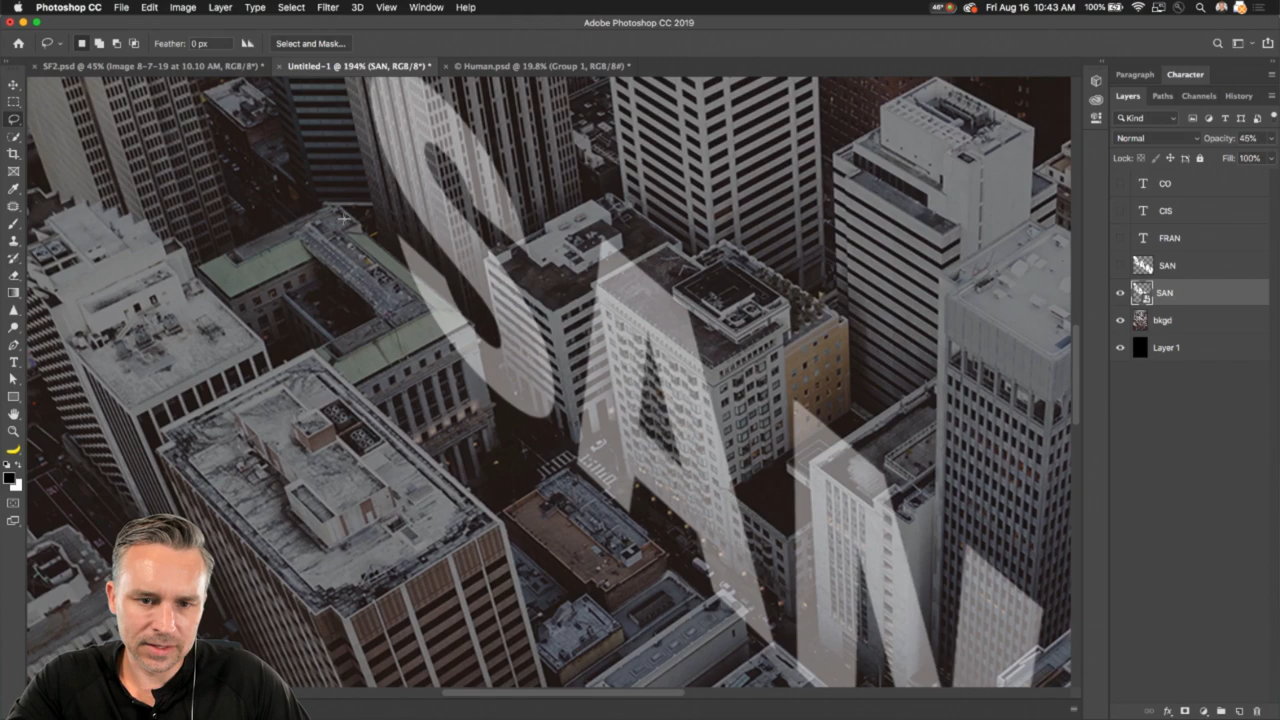 Photoshop CC File Edit Image Layer Type Select Filter 3D View Window Help 46° 100% Fri Aug 16 10:43 AM
Adobe Photoshop CC 2019
Feather: 0 px Select and Mask...
× SF2.psd @ 45% (Image 8-7-19 at 10.10 AM, RGB/8*) * × Untitled-1 @ 194% (SAN, RGB/8*) * × © Human.psd @ 19.8% (Group 1, RGB/8#) *
Paragraph Character
Layers Paths Channels History
Kind
Normal Opacity: 45%
Lock: Fill: 100%
T CO
T CIS
T FRAN
SAN
SAN
bkgd
Layer 1
SAN